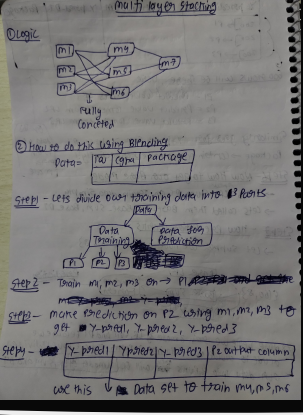 multi layer stacking
① Logic
m1 m4
m2 m5 m7
m3 m6
Fully
Conceted
② How to do this using Blending
Data= Iq Cgpa package
Step1 - Lets divide our training data into 3 Parts
Data
Data Training Data for Prediction
P1 P2
Step 2 - Train m1, m2, m3 on → P1
Step3 - make Prediction on P2 using m1, m2, m3 to
get y-pred1, y-pred2, y-pred3
Step4 - Y-pred1 Ypred2 y-pred3 P2 output column
use this ↓ Data set to train m4, m5, m6